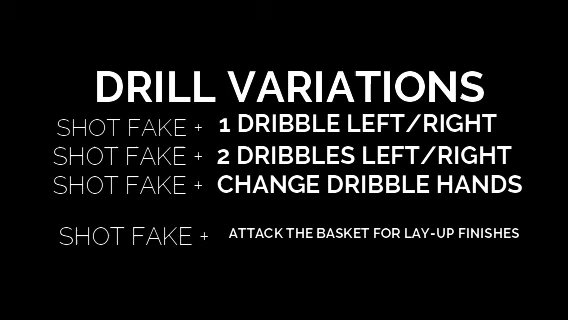 DRILL VARIATIONS
SHOT FAKE + 1 DRIBBLE LEFT/RIGHT
SHOT FAKE + 2 DRIBBLES LEFT/RIGHT
SHOT FAKE + CHANGE DRIBBLE HANDS
SHOT FAKE + ATTACK THE BASKET FOR LAY-UP FINISHES